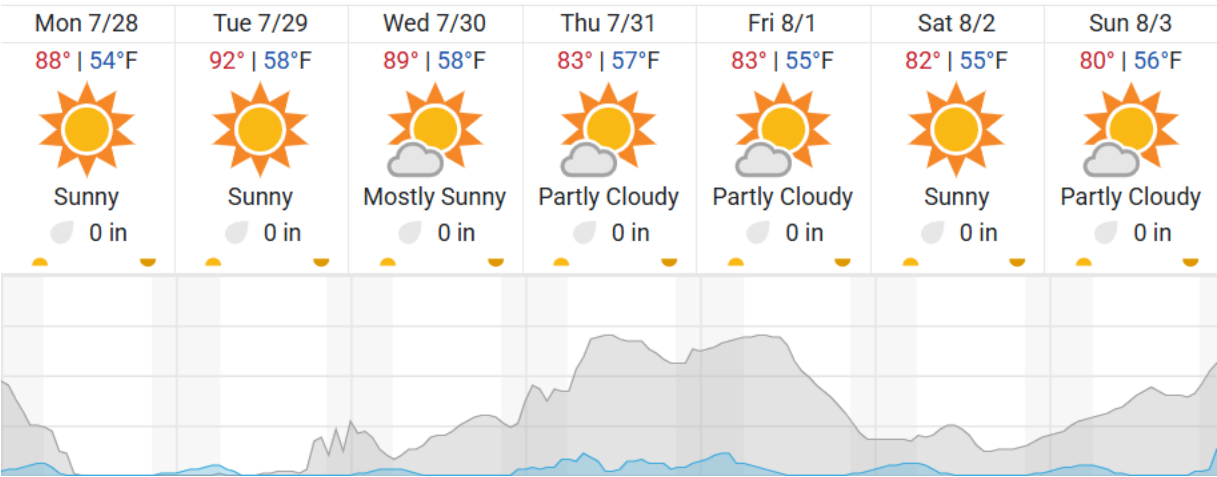 Mon 7/28 Tue 7/29 Wed 7/30 Thu 7/31 Fri 8/1 Sat 8/2 Sun 8/3
88° | 54°F 92° | 58°F 89° | 58°F 83° | 57°F 83° | 55°F 82° | 55°F 80° | 56°F
Sunny Sunny Mostly Sunny Partly Cloudy Partly Cloudy Sunny Partly Cloudy
0 in 0 in 0 in 0 in 0 in 0 in 0 in